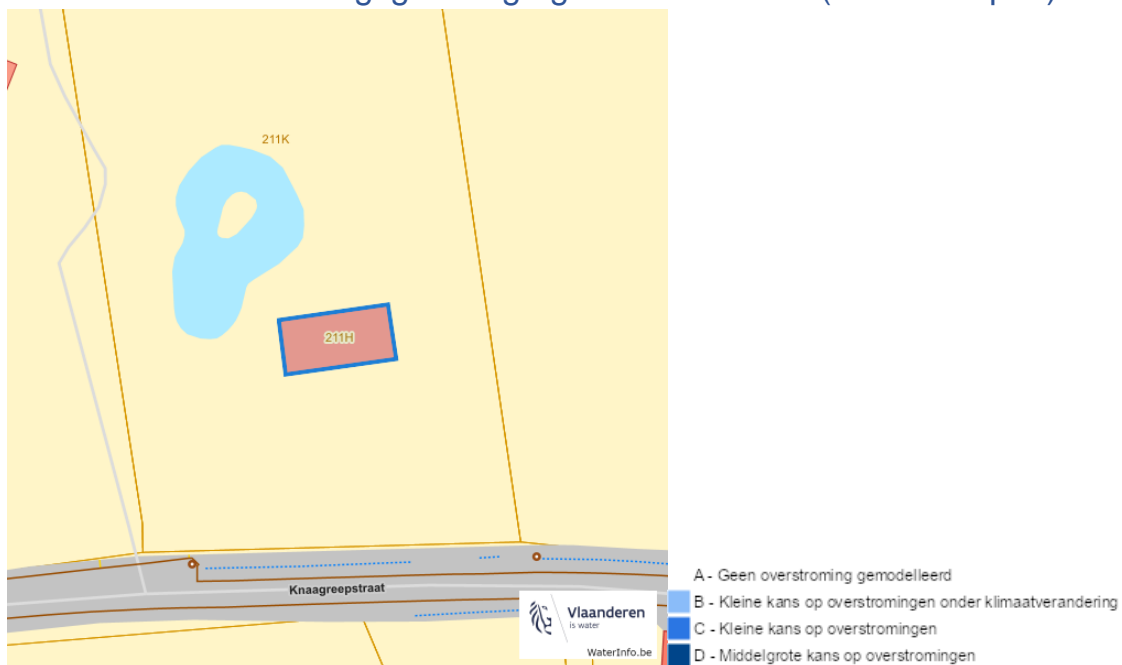 211K
211H
Knaagreepstraat
Vlaanderen
is water
WaterInfo.be
A - Geen overstroming gemodelleerd
B - Kleine kans op overstromingen onder klimaatverandering
C - Kleine kans op overstromingen
D - Middelgrote kans op overstromingen